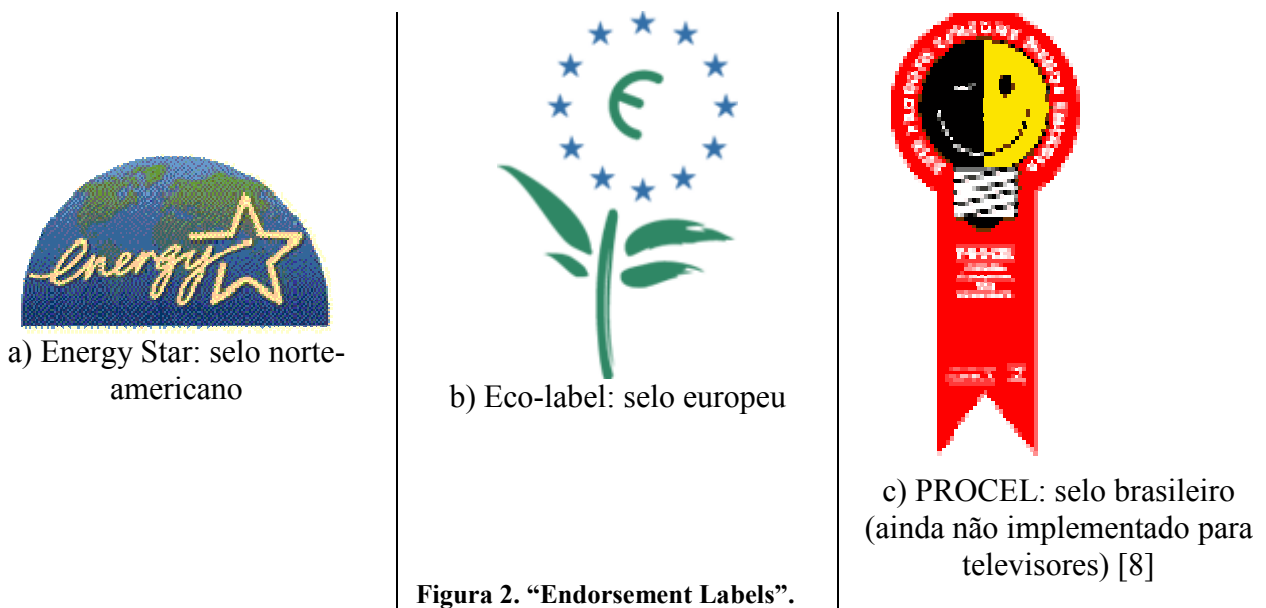 energy
a) Energy Star: selo norte-
americano
b) Eco-label: selo europeu
PROCEL
c) PROCEL: selo brasileiro
(ainda não implementado para
televisores) [8]
Figura 2. “Endorsement Labels”.